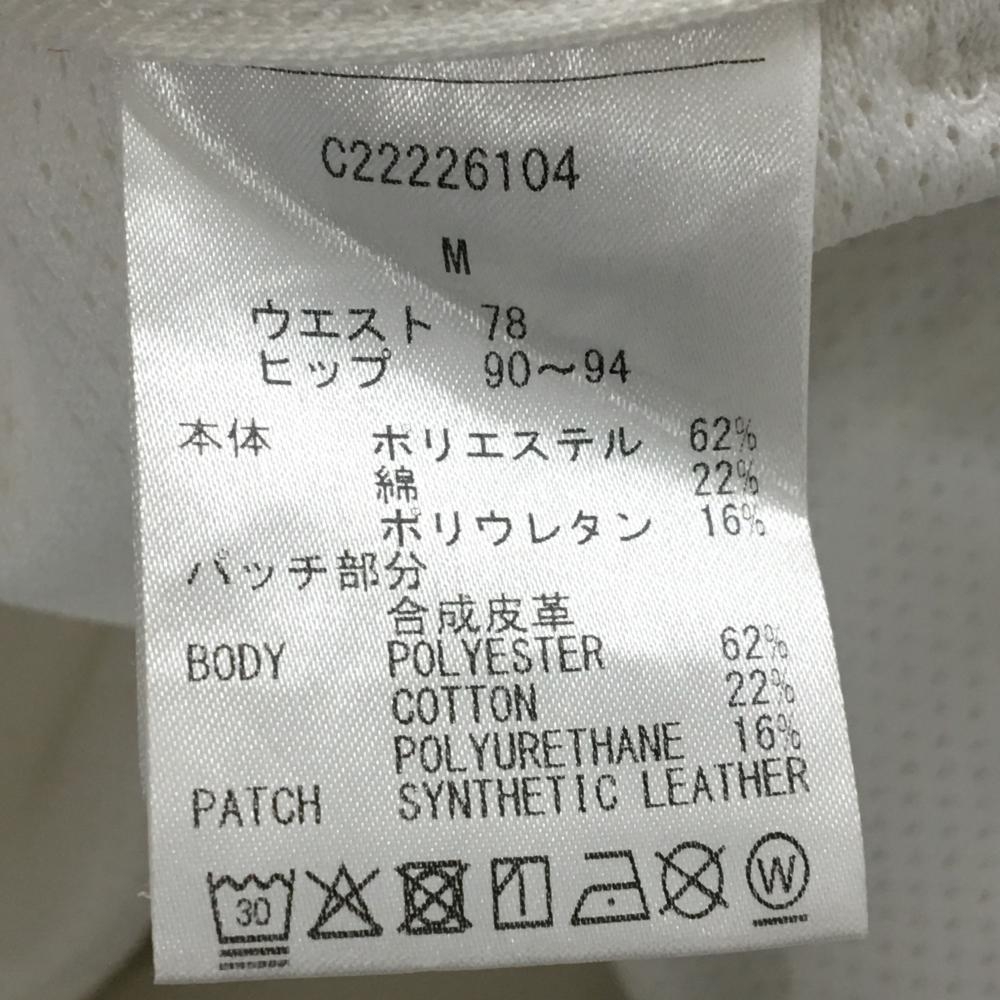 C22226104
M
ウエスト 78
ヒップ 90～94
本体 ポリエステル 62%
綿 22%
ポリウレタン 16%
パッチ部分
合成皮革
BODY POLYESTER 62%
COTTON 22%
POLYURETHANE 16%
PATCH SYNTHETIC LEATHER
30 W